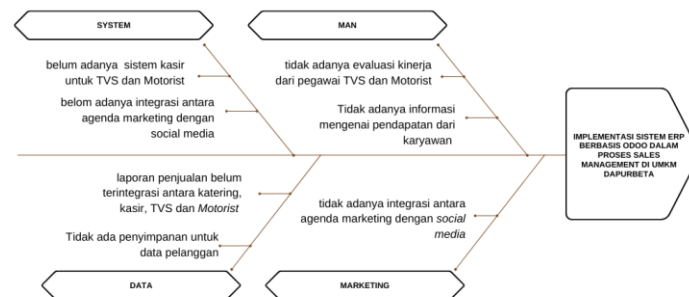 SYSTEM
MAN
belum adanya sistem kasir
untuk TVS dan Motorist
belom adanya integrasi antara
agenda marketing dengan
social media
tidak adanya evaluasi kinerja
dari pegawai TVS dan Motorist
Tidak adanya informasi
mengenai pendapatan dari
karyawan
IMPLEMENTASI SISTEM ERP
BERBASIS ODOO DALAM
PROSES SALES
MANAGEMENT DI UMKM
DAPURBETA
laporan penjualan belum
terintegrasi antara katering,
kasir, TVS dan Motorist
Tidak ada penyimpanan untuk
data pelanggan
tidak adanya integrasi antara
agenda marketing dengan social
media
DATA
MARKETING